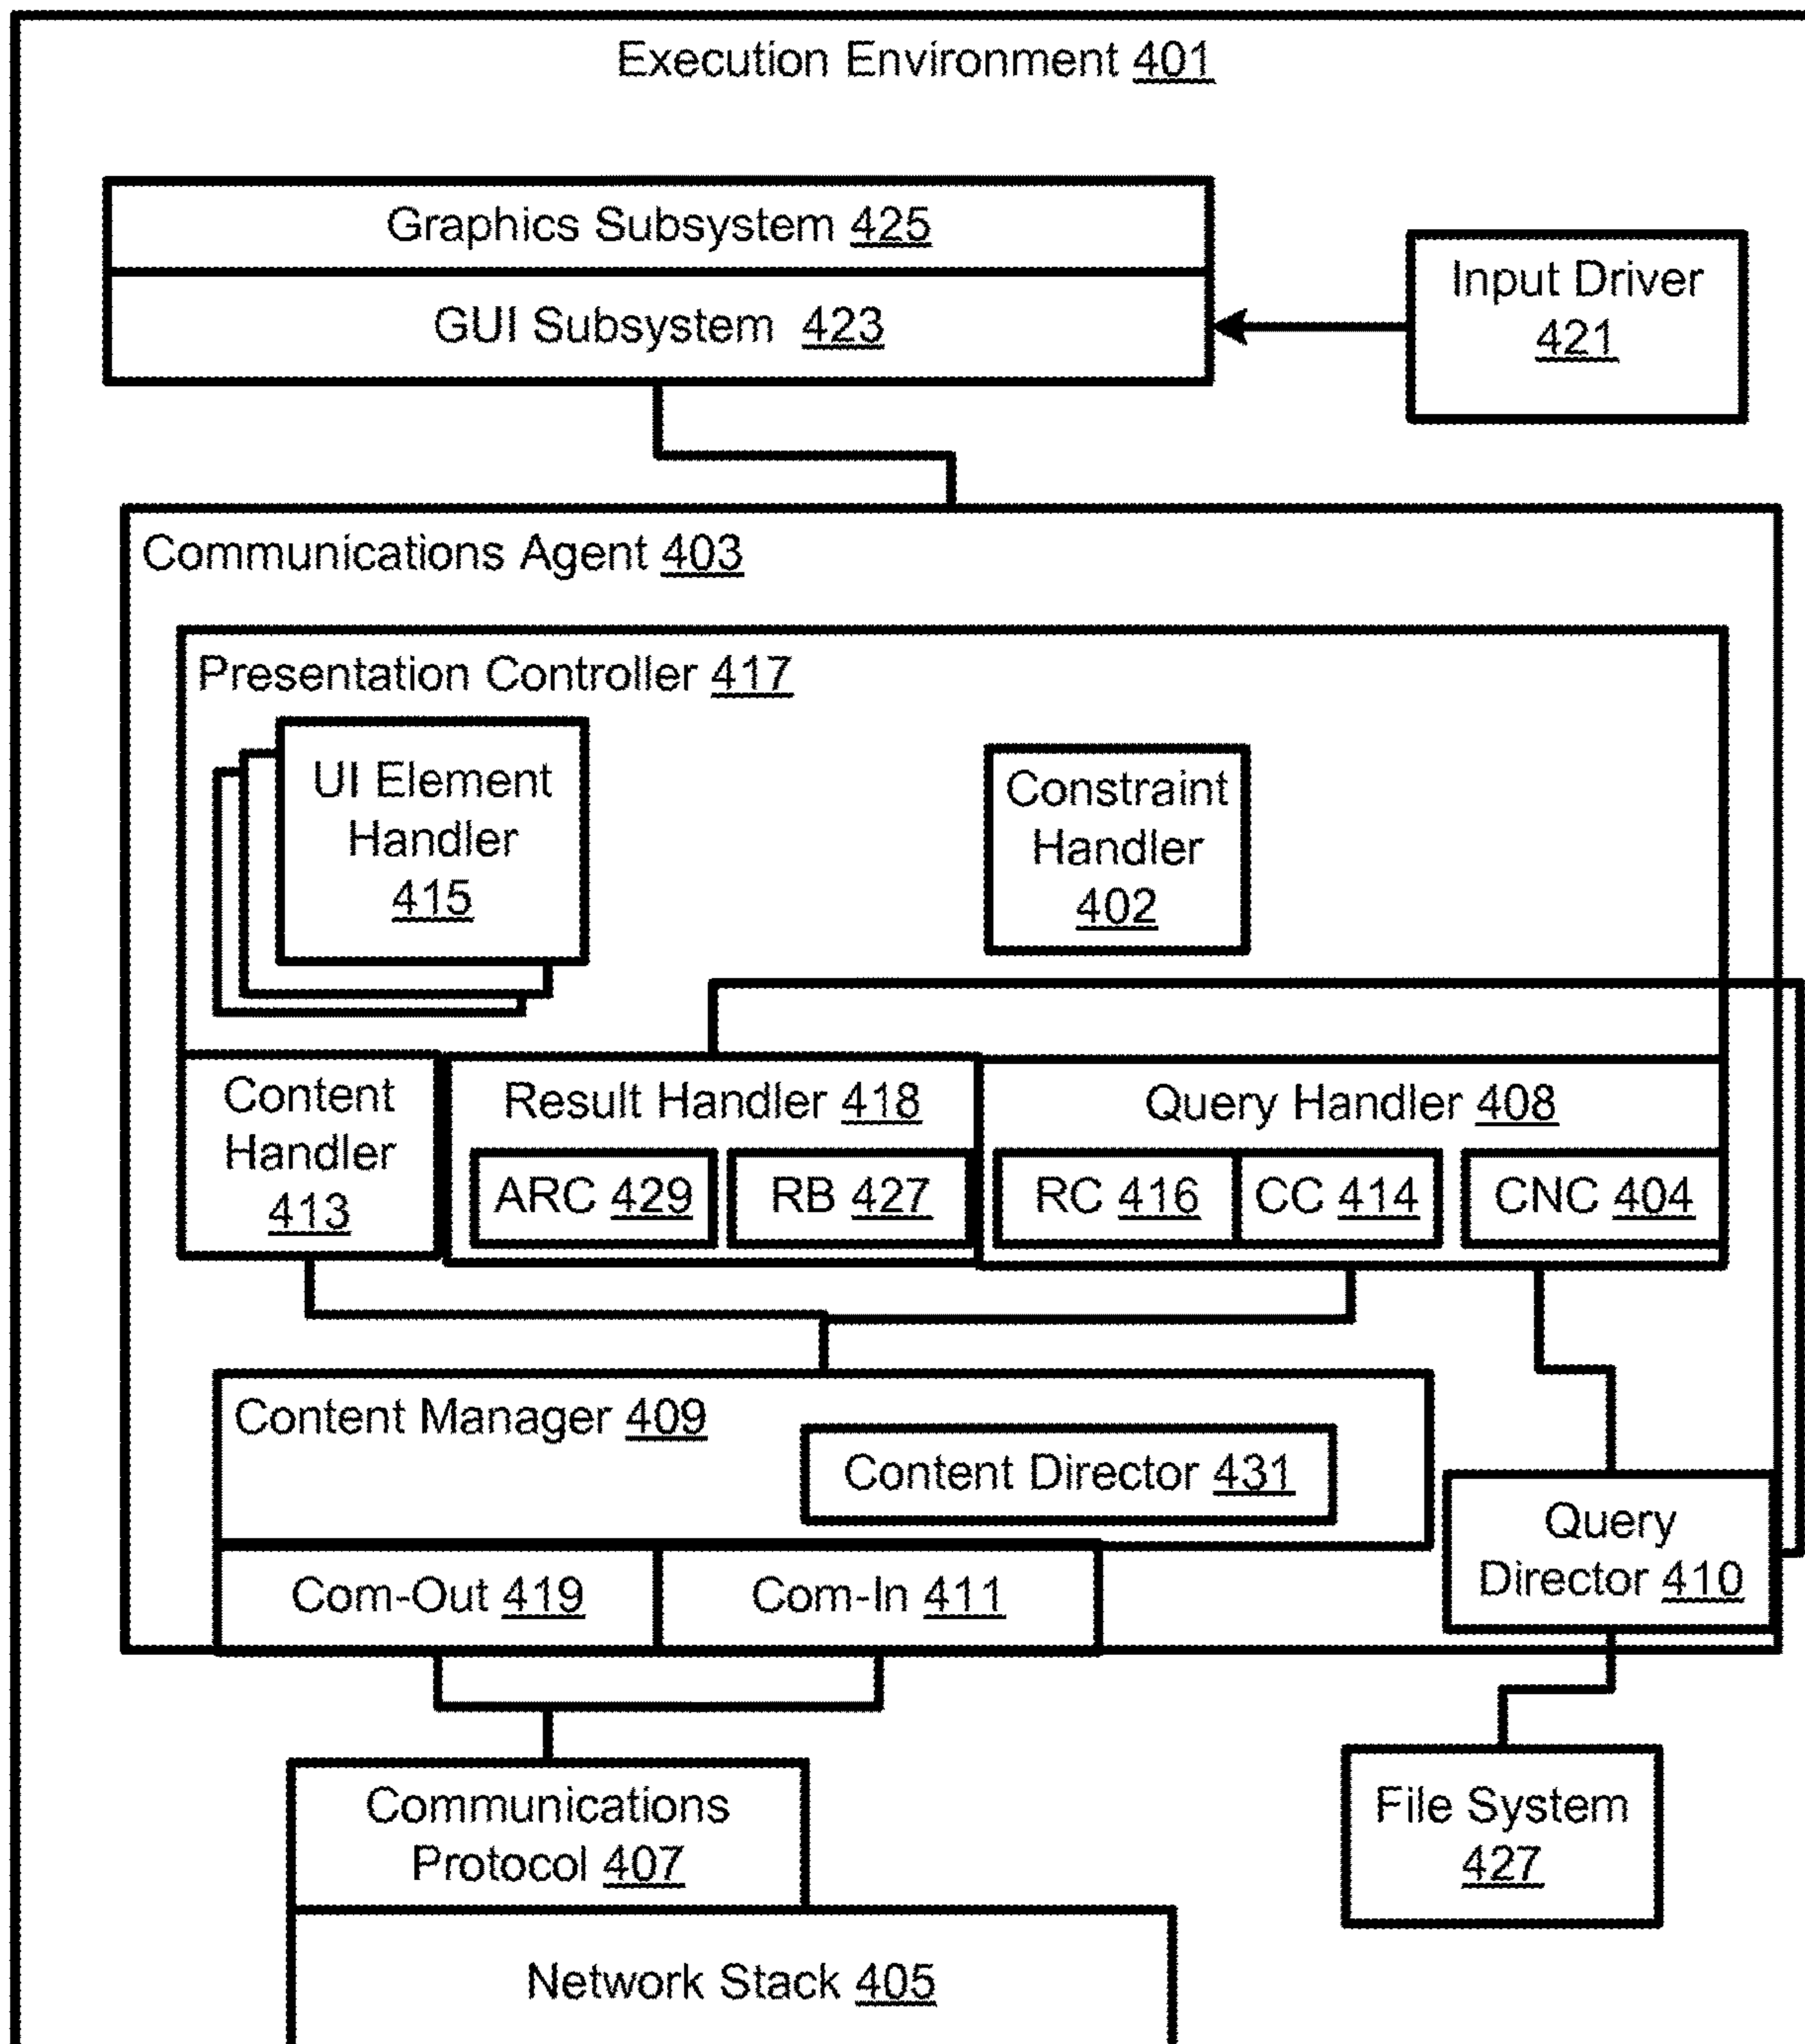 Execution Environment 401
Graphics Subsystem 425
GUI Subsystem 423
Input Driver
421
Communications Agent 403
Presentation Controller 417
UI Element
Handler
415
Constraint
Handler
402
Content
Handler
413
Result Handler 418
ARC 429
RB 427
Query Handler 408
RC 416
CC 414
CNC 404
Content Manager 409
Content Director 431
Query
Director 410
Com-Out 419
Com-In 411
Communications
Protocol 407
File System
427
Network Stack 405